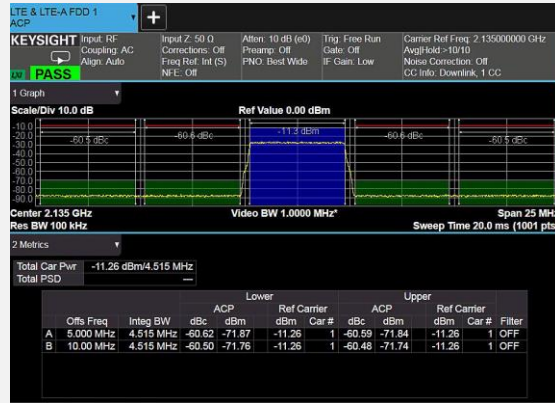 LTE & LTE-A FDD 1
ACP
KEYSIGHT
Input: RF
Coupling: AC
Align: Auto
Input Z: 50 Ω
Corrections: Off
Freq Ref: Int (S)
NFE: Off
Atten: 10 dB (e0)
Preamp: Off
PNO: Best Wide
Trig: Free Run
Gate: Off
IF Gain: Low
Carrier Ref Freq: 2.135000000 GHz
Avg|Hold:>10/10
Noise Correction: Off
CC Info: Downlink, 1 CC
LXI PASS
1 Graph
Scale/Div 10.0 dB Ref Value 0.00 dBm
-10.0
-20.0
-30.0
-40.0
-50.0
-60.0
-70.0
-80.0
-90.0
-60.5 dBc -60.6 dBc -11.3 dBm -60.6 dBc -60.5 dBc
Center 2.135 GHz Video BW 1.0000 MHz* Span 25 MHz
Res BW 100 kHz Sweep Time 20.0 ms (1001 pts
2 Metrics
Total Car Pwr -11.26 dBm/4.515 MHz
Total PSD —
Lower Upper
ACP Ref Carrier ACP Ref Carrier
Offs Freq Integ BW dBc dBm dBm Car # dBc dBm dBm Car # Filter
A 5.000 MHz 4.515 MHz -60.62 -71.87 -11.26 1 -60.59 -71.84 -11.26 1 OFF
B 10.00 MHz 4.515 MHz -60.50 -71.76 -11.26 1 -60.48 -71.74 -11.26 1 OFF